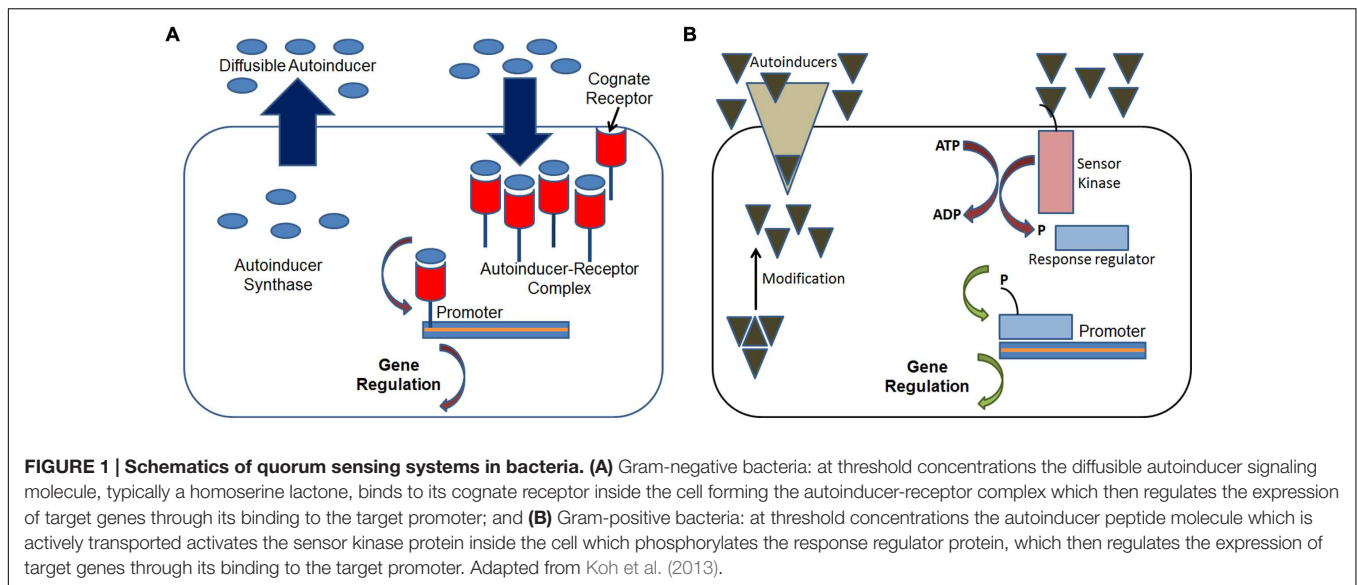 A
Diffusible Autoinducer
Cognate
Receptor
Autoinducer
Synthase
Autoinducer-Receptor
Complex
Promoter
Gene
Regulation
B
Autoinducers
ATP
ADP
Sensor
Kinase
P
Response regulator
Modification
P
Promoter
Gene
Regulation
FIGURE 1 | Schematics of quorum sensing systems in bacteria. (A) Gram-negative bacteria: at threshold concentrations the diffusible autoinducer signaling
molecule, typically a homoserine lactone, binds to its cognate receptor inside the cell forming the autoinducer-receptor complex which then regulates the expression
of target genes through its binding to the target promoter; and (B) Gram-positive bacteria: at threshold concentrations the autoinducer peptide molecule which is
actively transported activates the sensor kinase protein inside the cell which phosphorylates the response regulator protein, which then regulates the expression of
target genes through its binding to the target promoter. Adapted from Koh et al. (2013).